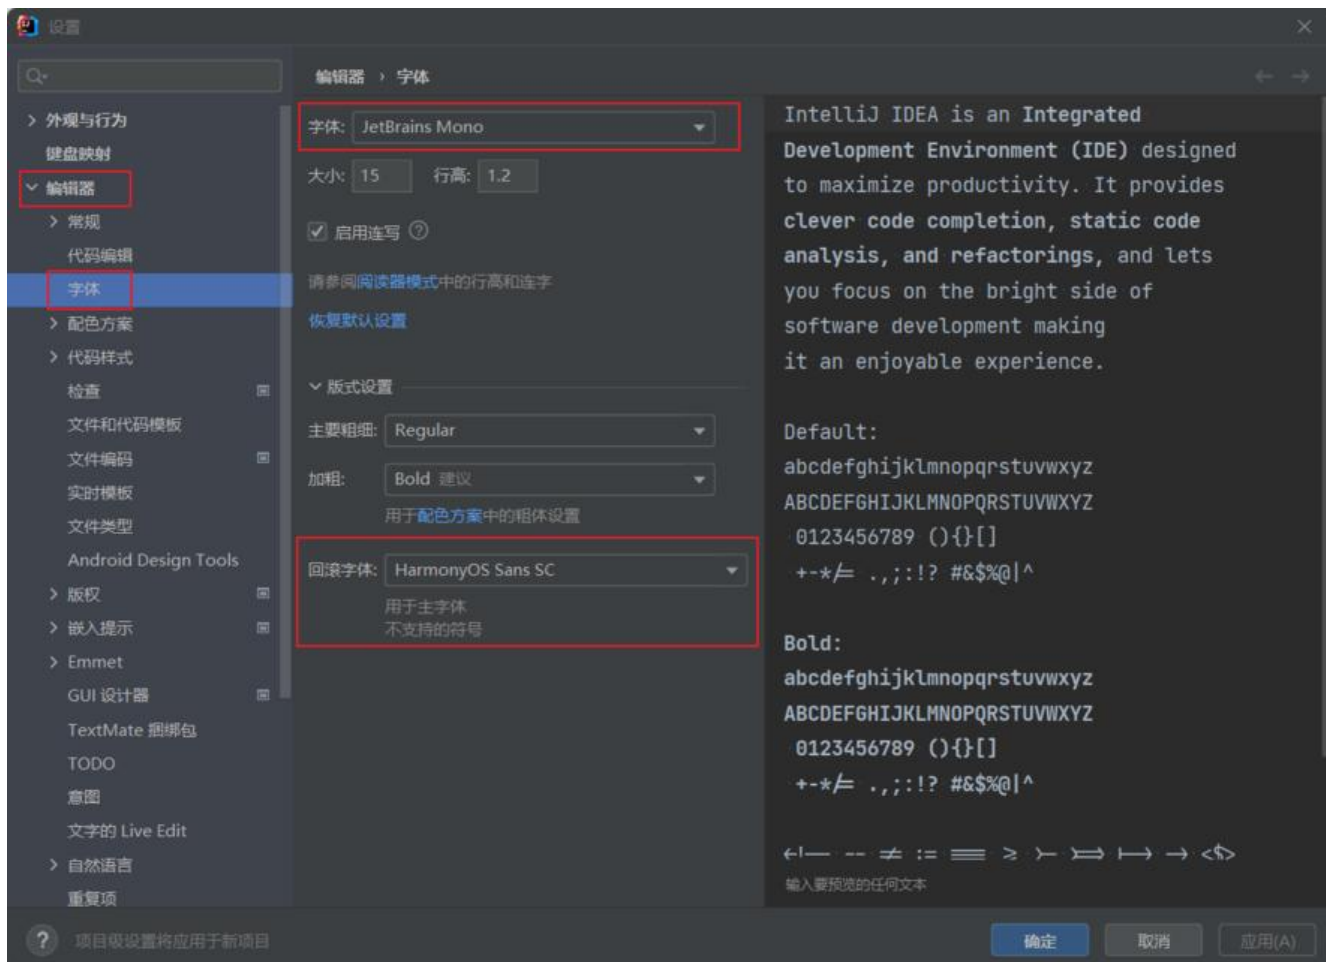 设置
编辑器 › 字体
外观与行为
键盘映射
编辑器
常规
代码编辑
字体
配色方案
代码样式
检查
文件和代码模板
文件编码
实时模板
文件类型
Android Design Tools
版权
嵌入提示
Emmet
GUI 设计器
TextMate 捆绑包
TODO
意图
文字的 Live Edit
自然语言
重复项
字体: JetBrains Mono
大小: 15 行高: 1.2
启用连写
请参阅阅读器模式中的行高和连字
恢复默认设置
版式设置
主要粗细: Regular
加粗: Bold 建议
用于配色方案中的粗体设置
回滚字体: HarmonyOS Sans SC
用于主字体
不支持的符号
IntelliJ IDEA is an Integrated
Development Environment (IDE) designed
to maximize productivity. It provides
clever code completion, static code
analysis, and refactorings, and lets
you focus on the bright side of
software development making
it an enjoyable experience.
Default:
abcdefghijklmnopqrstuvwxyz
ABCDEFGHIJKLMNOPQRSTUVWXYZ
0123456789 (){}[]
+-*/= .,;:!? #&$%@|^
Bold:
abcdefghijklmnopqrstuvwxyz
ABCDEFGHIJKLMNOPQRSTUVWXYZ
0123456789 (){}[]
+-*/= .,;:!? #&$%@|^
<!-- -- != := === >= >- >=> |-> -> <$>
输入要预览的任何文本
? 项目级设置将应用于新项目
确定 取消 应用(A)